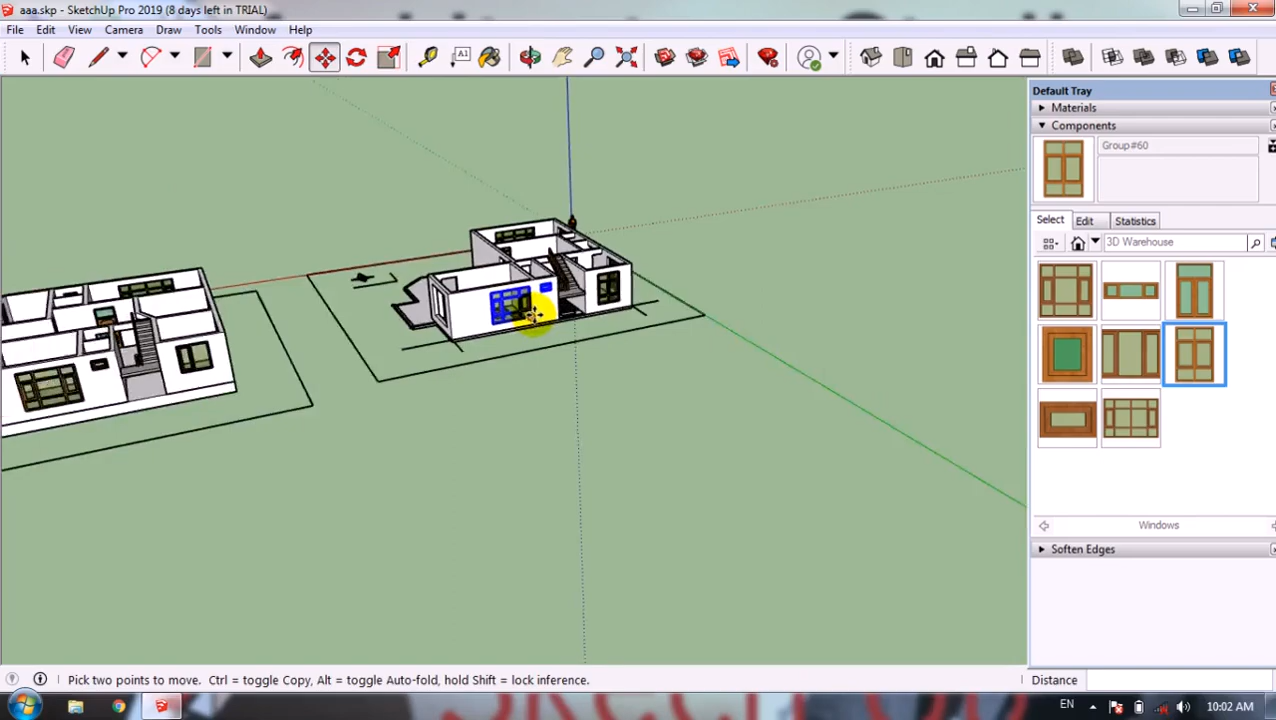 aaa.skp - SketchUp Pro 2019 (8 days left in TRIAL)
File Edit View Camera Draw Tools Window Help
A1
Default Tray
Materials
Components
Group#60
Select Edit Statistics
3D Warehouse
Windows
Soften Edges
Pick two points to move. Ctrl = toggle Copy, Alt = toggle Auto-fold, hold Shift = lock inference.
Distance
EN
10:02 AM